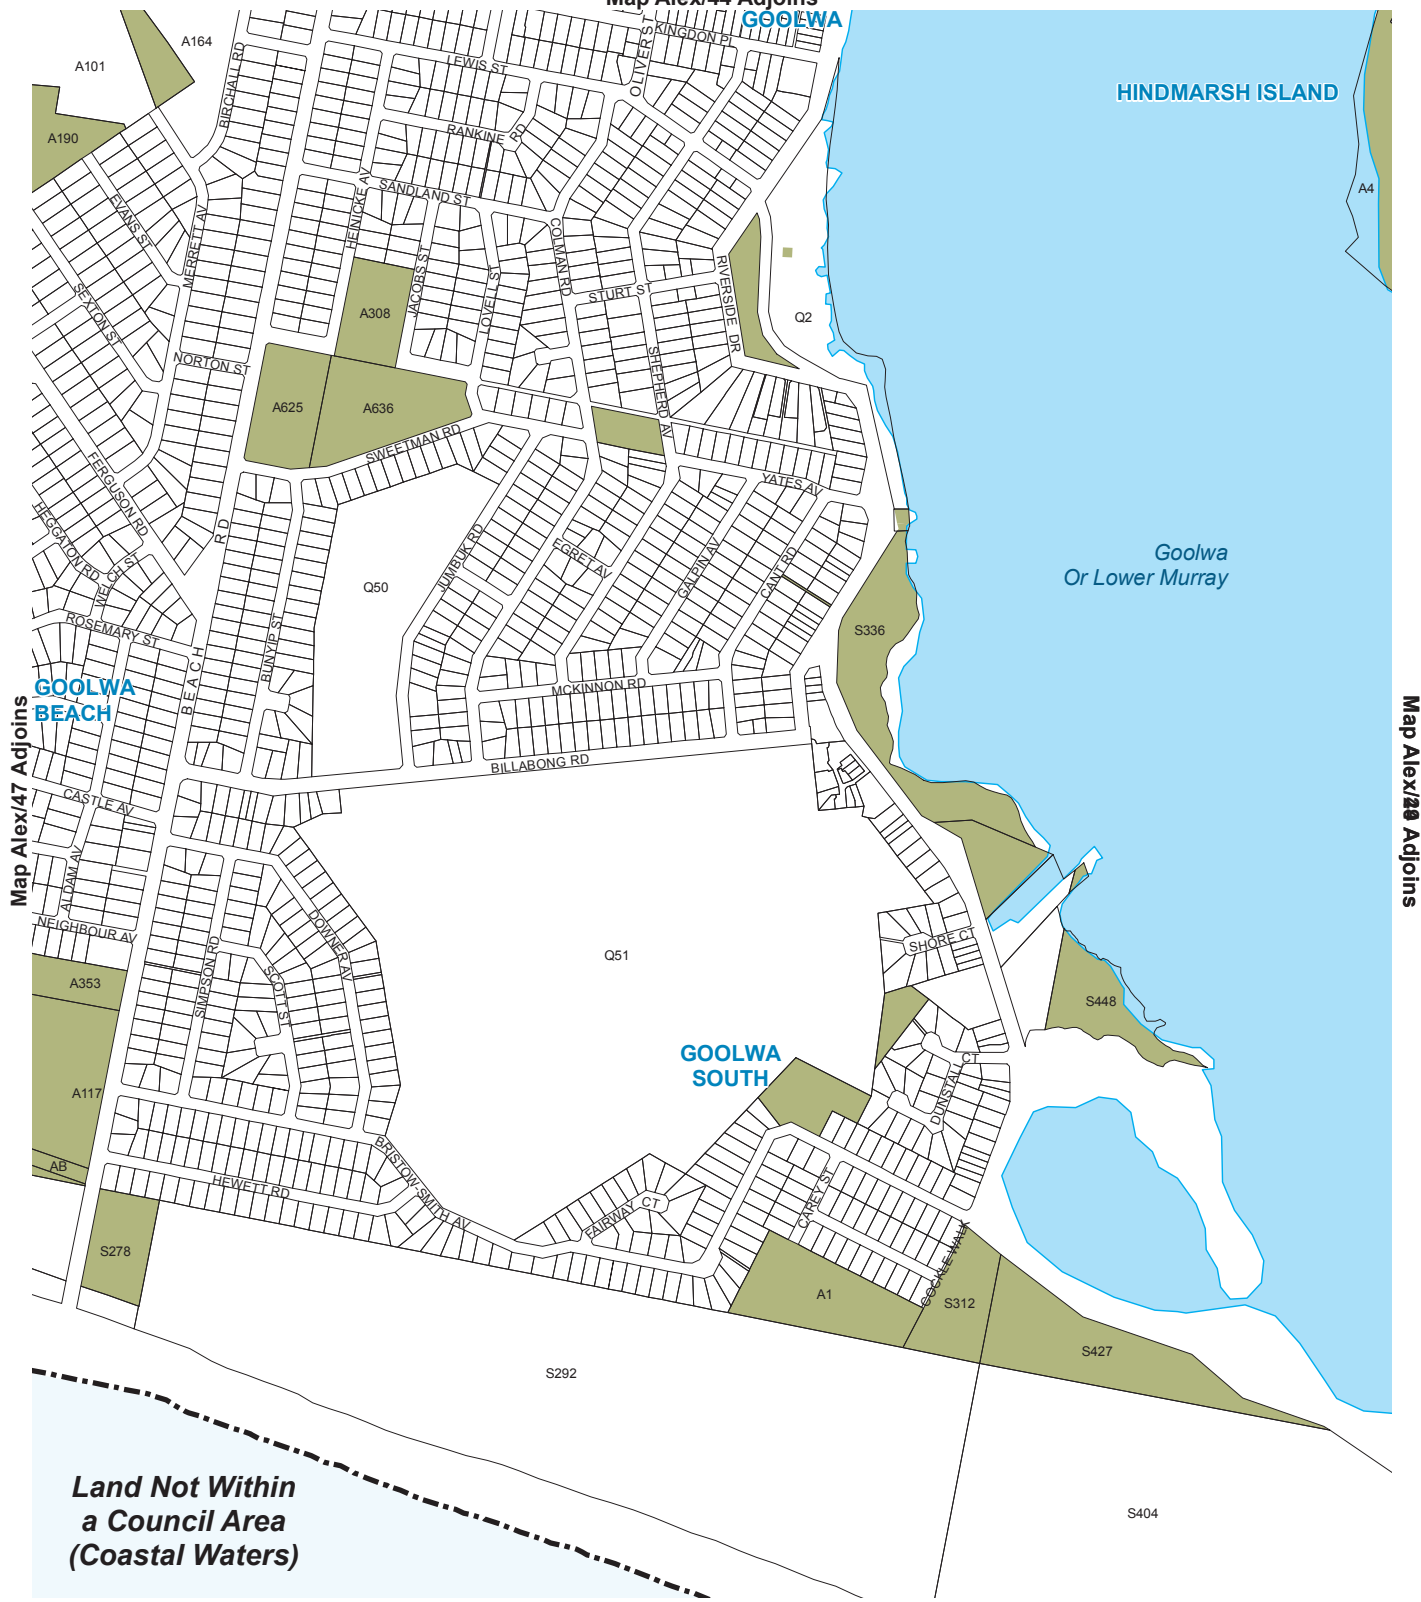 Map Alex/44 Adjoins
GOOLWA
KINGDON PL
A164
A101
BIRCHALL RD
LEWIS ST
OLIVER ST
HINDMARSH ISLAND
A190
RANKINE RD
A4
SANDLAND ST
HEINICKE AV
EVANS ST
MERRETT AV
COLMAN RD
JACOBS ST
LOVELL ST
RIVERSIDE DR
STURT ST
SEXTON ST
A308
Q2
NORTON ST
SHEPHERD AV
A625
A636
SWEETMAN RD
FERGUSON RD
YATES AV
HEGGATON RD
RD
JUMBUK RD
EGRET AV
GALPIN AV
CANT RD
Goolwa
Or Lower Murray
WELCH ST
Q50
ROSEMARY ST
BUNYIP ST
S336
BEACH
GOOLWA
BEACH
MCKINNON RD
BILLABONG RD
Map Alex/47 Adjoins
CASTLE AV
ALDAM AV
NEIGHBOUR AV
DOWNER AV
SHORE CT
SIMPSON RD
SCOTT ST
Q51
A353
S448
GOOLWA
SOUTH
DUNSTALL CT
A117
AB
BRISTOW-SMITH AV
HEWETT RD
FAIRWAY CT
CAREY ST
COCKLE WALK
S278
A1
S312
S427
S292
Land Not Within
a Council Area
(Coastal Waters)
S404